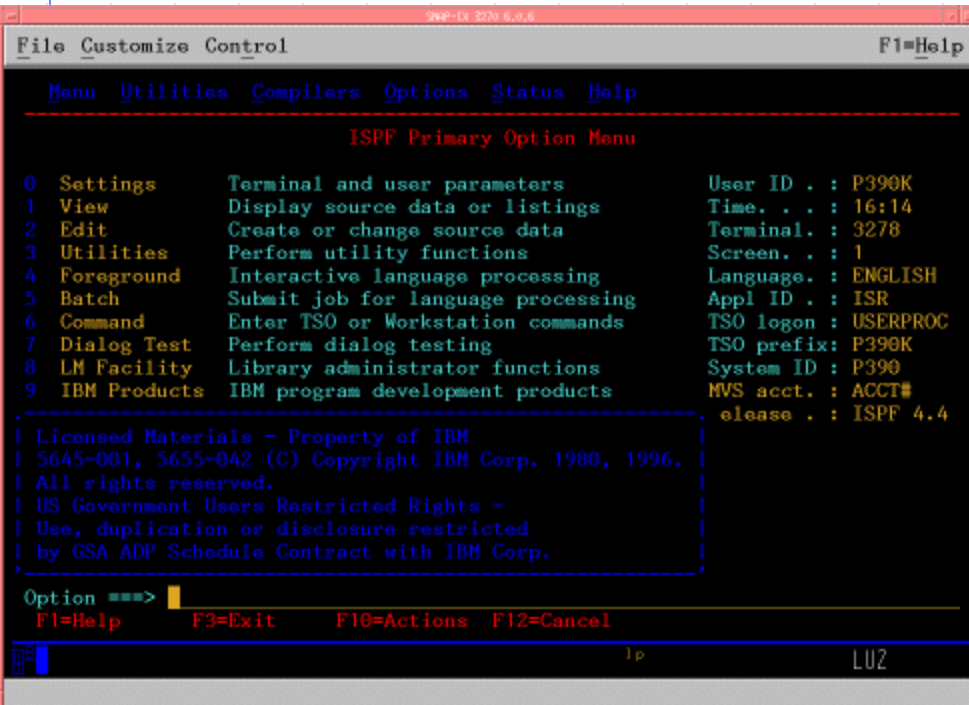 SNAP-IX 3270 6.0.6
File Customize Control F1=Help
Menu Utilities Compilers Options Status Help
ISPF Primary Option Menu
0 Settings Terminal and user parameters User ID . : P390K
1 View Display source data or listings Time. . . : 16:14
2 Edit Create or change source data Terminal. : 3278
3 Utilities Perform utility functions Screen. . : 1
4 Foreground Interactive language processing Language. : ENGLISH
5 Batch Submit job for language processing Appl ID . : ISR
6 Command Enter TSO or Workstation commands TSO logon : USERPROC
7 Dialog Test Perform dialog testing TSO prefix: P390K
8 LM Facility Library administrator functions System ID : P390
9 IBM Products IBM program development products MVS acct. : ACCT#
elease . : ISPF 4.4
Licensed Materials - Property of IBM
5645-001, 5655-042 (C) Copyright IBM Corp. 1980, 1996.
All rights reserved.
US Government Users Restricted Rights -
Use, duplication or disclosure restricted
by GSA ADP Schedule Contract with IBM Corp.
Option ===>
F1=Help F3=Exit F10=Actions F12=Cancel
lp LU2